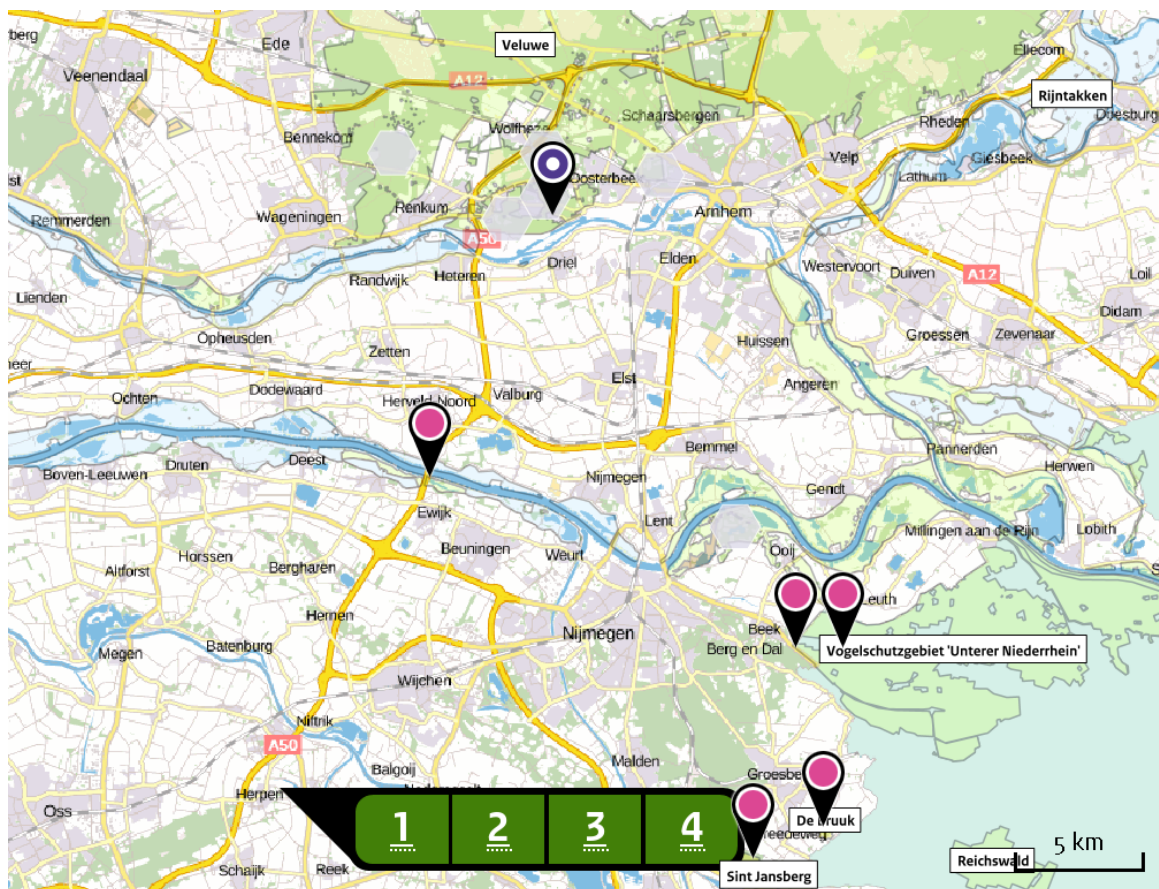 Ede
Veluwe
Ellecom
Veenendaal
A12
Rijntakken
Schaarsbergen
Bennekom
Wolfheze
Rheden
Velp
Giesbeek
Lathum
Renkum
Wageningen
Remmerden
Arnhem
A50
Elden
Driel
Heteren
Randwijk
Westervoort
Duiven
A12
Loil
Lienden
Didam
Opheusden
Huissen
Groessen
Zevenaar
Zetten
Elst
Angeren
Dodewaard
Valburg
Ochten
Herveld-Noord
Bemmel
Pannerden
Herwen
Deest
Druten
Boven-Leeuwen
Nijmegen
Gendt
Ewijk
Lent
Millingen aan de Rijn
Lobith
Beuningen
Weurt
Ooij
Horssen
Bergharen
Altforst
Leuth
Hernen
Beek
Nijmegen
Batenburg
Berg en Dal
Vogelschutzgebiet 'Unterer Niederrhein'
Megen
Wijchen
Niftrik
A50
Balgoij
Malden
Herpen
Oss
1 2 3 4
De Bruuk
5 km
Reichswald
Schaijk
Reek
Sint Jansberg